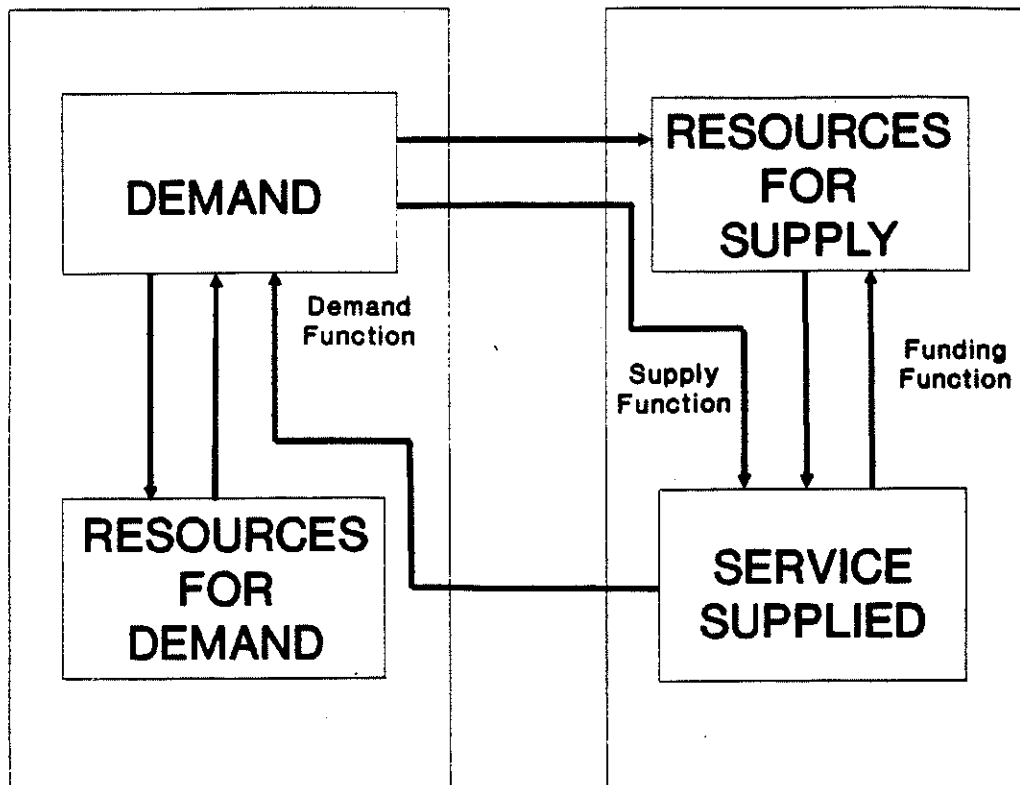 DEMAND
RESOURCES
FOR
SUPPLY
Demand
Function
Supply
Function
Funding
Function
RESOURCES
FOR
DEMAND
SERVICE
SUPPLIED